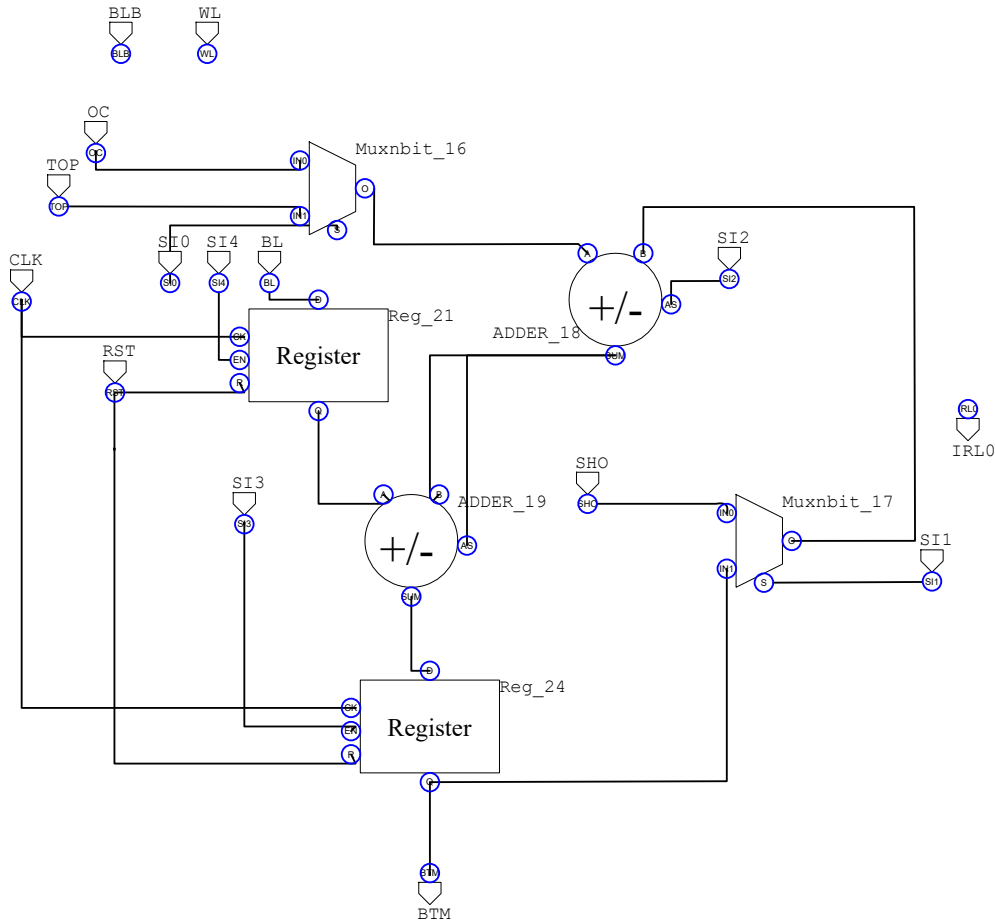 BLB WL
BLB WL
OC
OC
Muxnbit_16
IN0
TOP
TOP
IN1
O
S
SI0 SI4 BL
SI0 SI4 BL
A B
SI2
SI2
CLK
CLK
D
AS
+/-
Reg_21
ADDER_18
CK
Register
EN
SUM
RST
RST
R
O
RL0
IRL0
SHO
SHO
SI3
SI3
A B
ADDER_19
Muxnbit_17
IN0
O
+/-
AS
SI1
SI1
IN1
S
SUM
D
Reg_24
CK
Register
EN
R
O
BTM
BTM